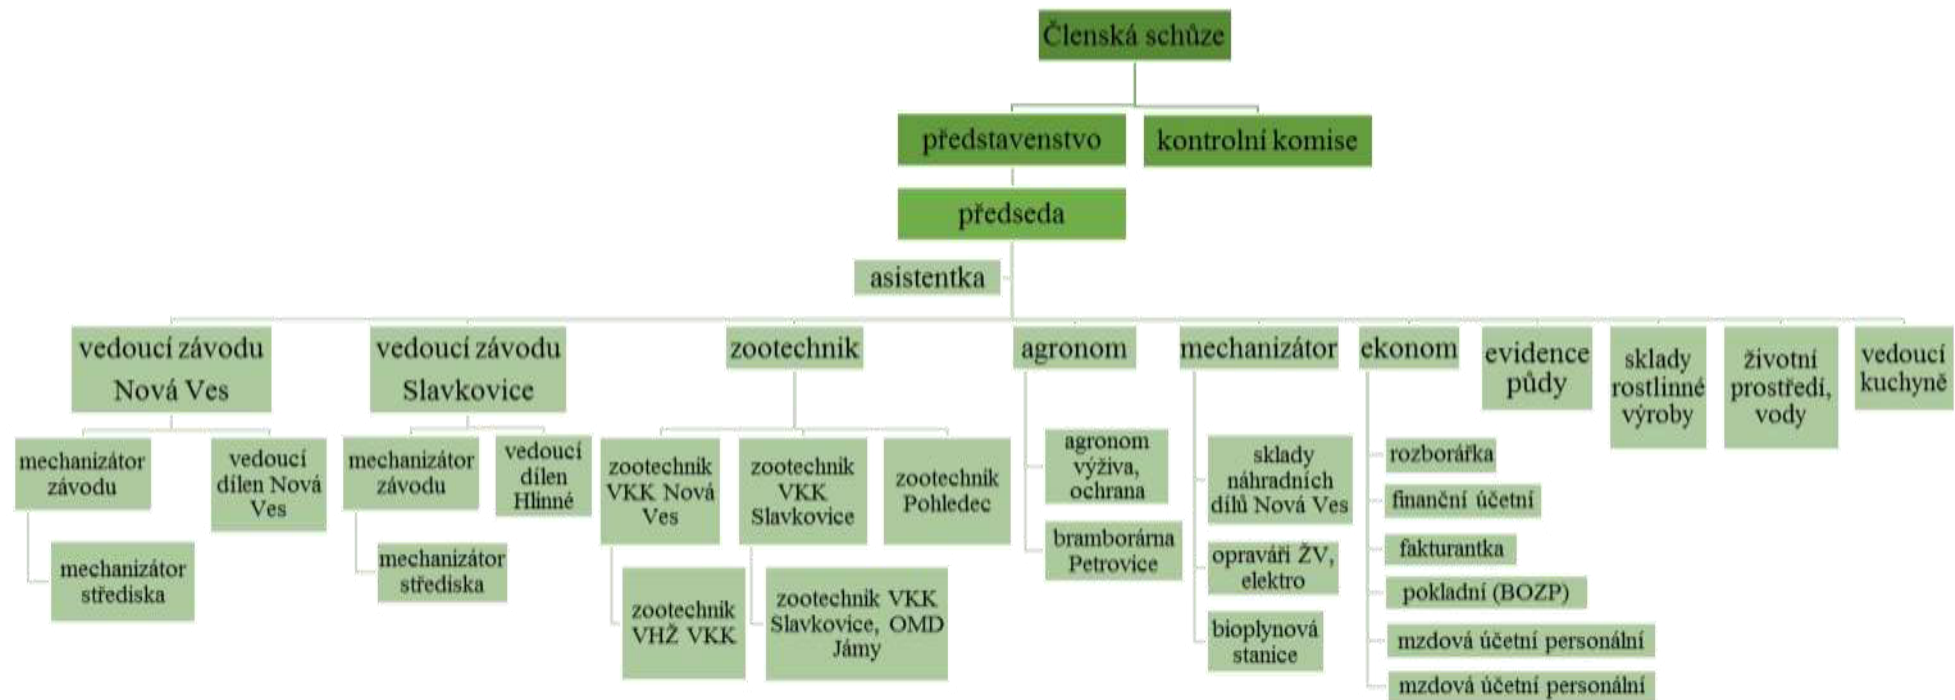 Členská schůze
představenstvo
kontrolní komise
předseda
asistentka
vedoucí závodu
Nová Ves
vedoucí závodu
Slavkovice
zootechnik
agronom
mechanizátor
ekonom
evidence
půdy
sklady
rostlinné
výroby
životní
prostředí,
vody
vedoucí
kuchyně
mechanizátor
závodu
vedoucí
dílen Nová
Ves
mechanizátor
závodu
vedoucí
dílen
Hlinné
zootechnik
VKK Nová
Ves
zootechnik
VKK
Slavkovice
zootechnik
Pohledec
agronom
výživa,
ochrana
sklady
náhradních
dílů Nová Ves
rozborářka
finanční účetní
mechanizátor
střediska
mechanizátor
střediska
zootechnik
VHŽ VKK
zootechnik VKK
Slavkovice, OMD
Jámy
bramborárna
Petrovice
opraváři ŽV,
elektro
bioplynová
stanice
fakturantka
pokladní (BOZP)
mzdová účetní personální
mzdová účetní personální